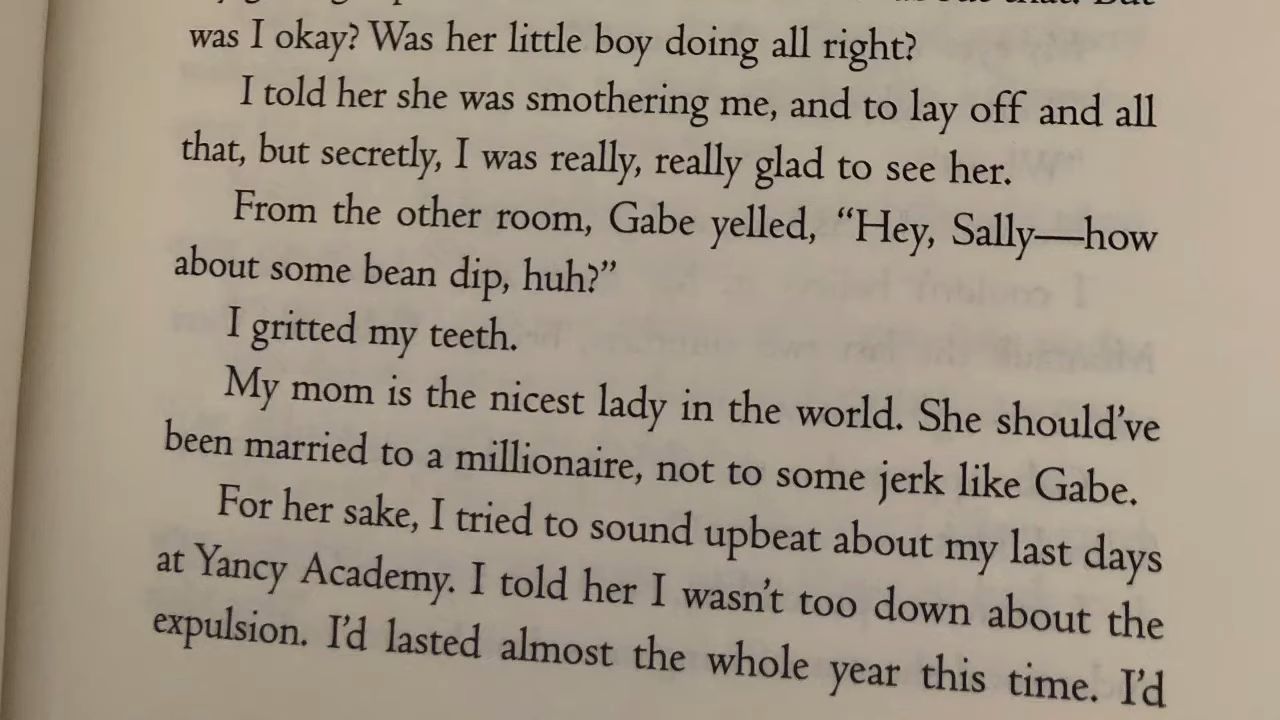 was I okay? Was her little boy doing all right?
I told her she was smothering me, and to lay off and all
that, but secretly, I was really, really glad to see her.
From the other room, Gabe yelled, “Hey, Sally—how
about some bean dip, huh?”
I gritted my teeth.
My mom is the nicest lady in the world. She should’ve
been married to a millionaire, not to some jerk like Gabe.
For her sake, I tried to sound upbeat about my last days
at Yancy Academy. I told her I wasn’t too down about the
expulsion. I’d lasted almost the whole year this time. I’d